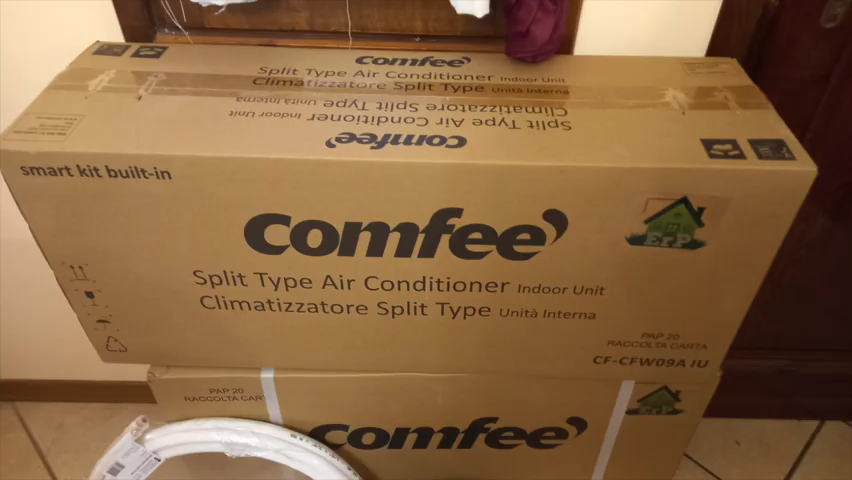 comfee'
Split Type Air Conditioner Indoor Unit
Climatizzatore Split Type Unità Interna
Climatizzatore Split Type Unità Interna
Split Type Air Conditioner Indoor Unit
comfee'
smart kit built-in
comfee'
ErP
Split Type Air Conditioner Indoor Unit
Climatizzatore Split Type Unità Interna
PAP 20
RACCOLTA CARTA
CF-CFW09A IU
PAP 20
RACCOLTA CART
comfee'
ErP